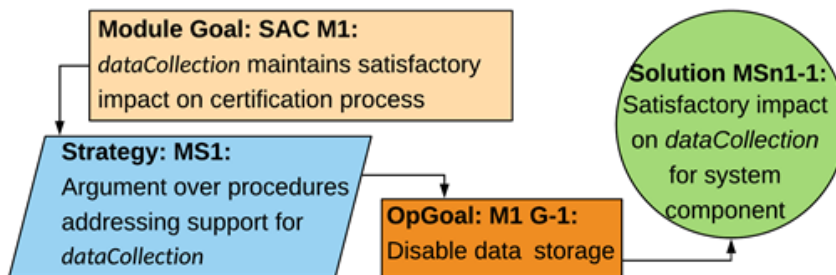 Module Goal: SAC M1:
dataCollection maintains satisfactory
impact on certification process
Strategy: MS1:
Argument over procedures
addressing support for
dataCollection
OpGoal: M1 G-1:
Disable data storage
Solution MSn1-1:
Satisfactory impact
on dataCollection
for system
component